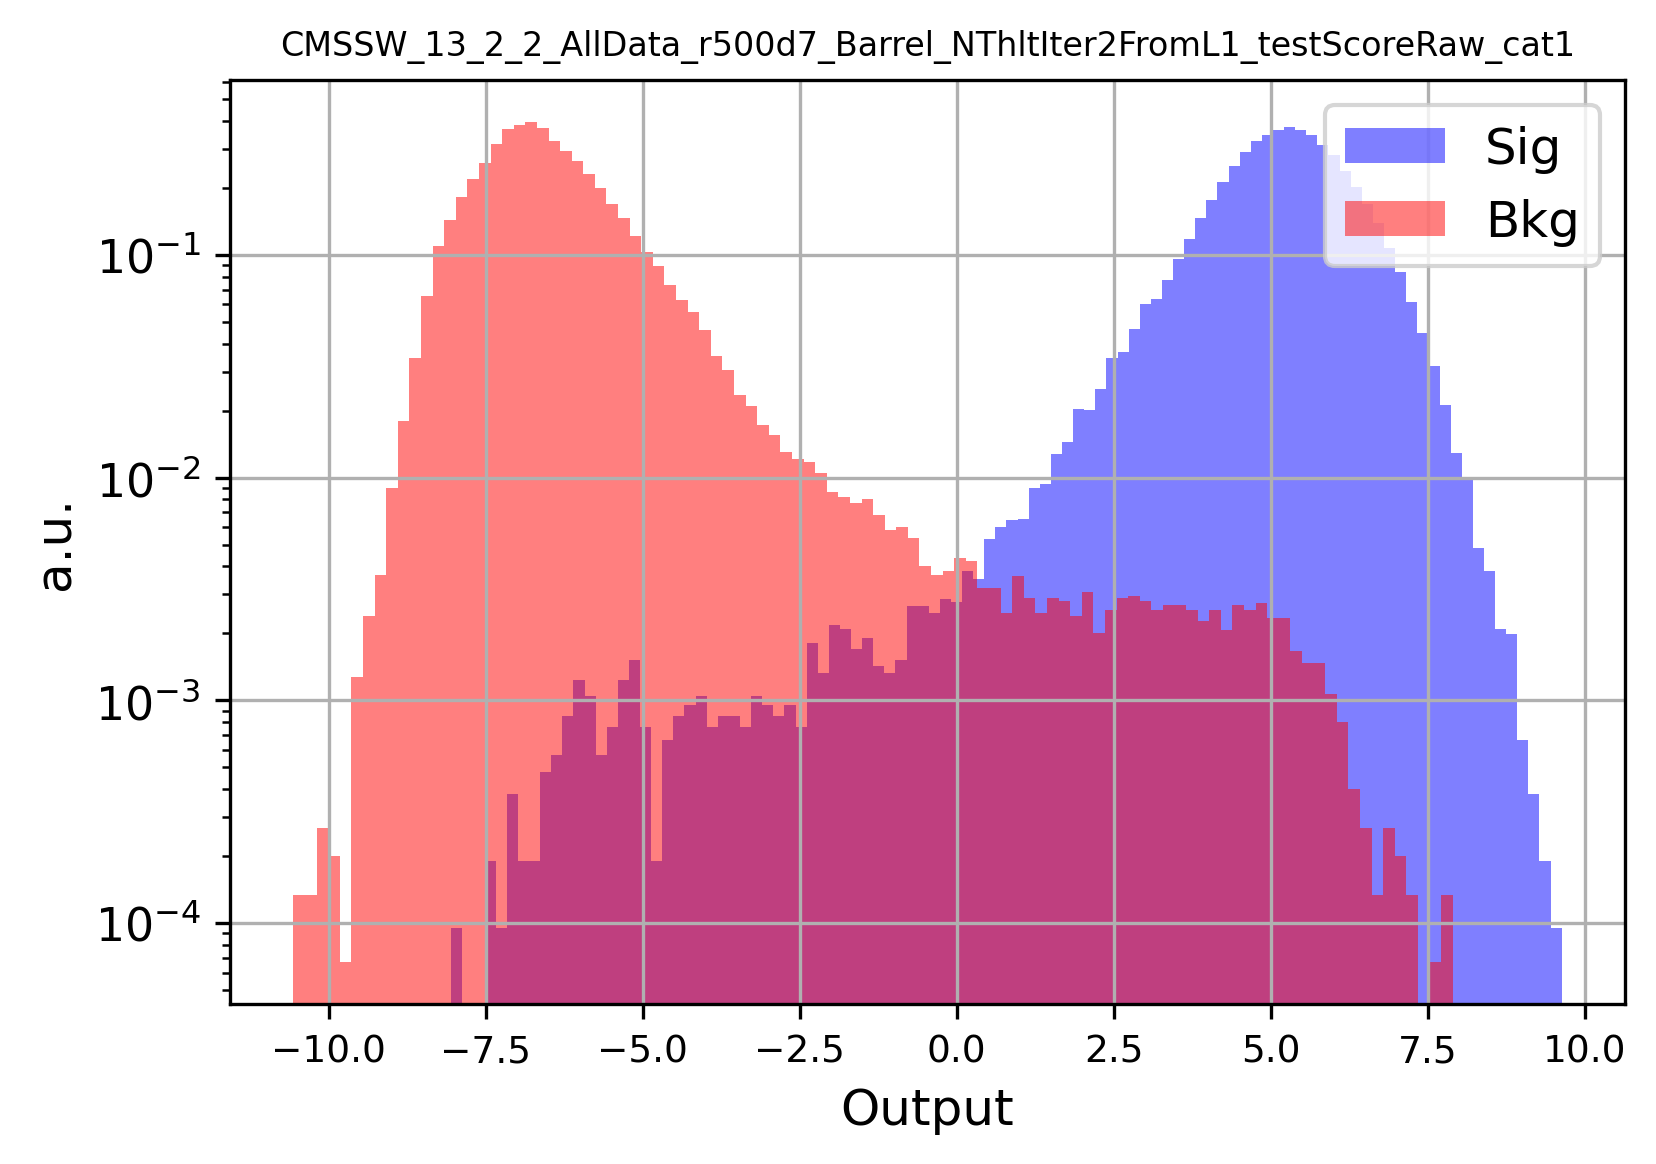 CMSSW_13_2_2_AllData_r500d7_Barrel_NThltIter2FromL1_testScoreRaw_cat1
Sig
Bkg
10⁻¹
10⁻²
10⁻³
10⁻⁴
a.u.
−10.0 −7.5 −5.0 −2.5 0.0 2.5 5.0 7.5 10.0
Output